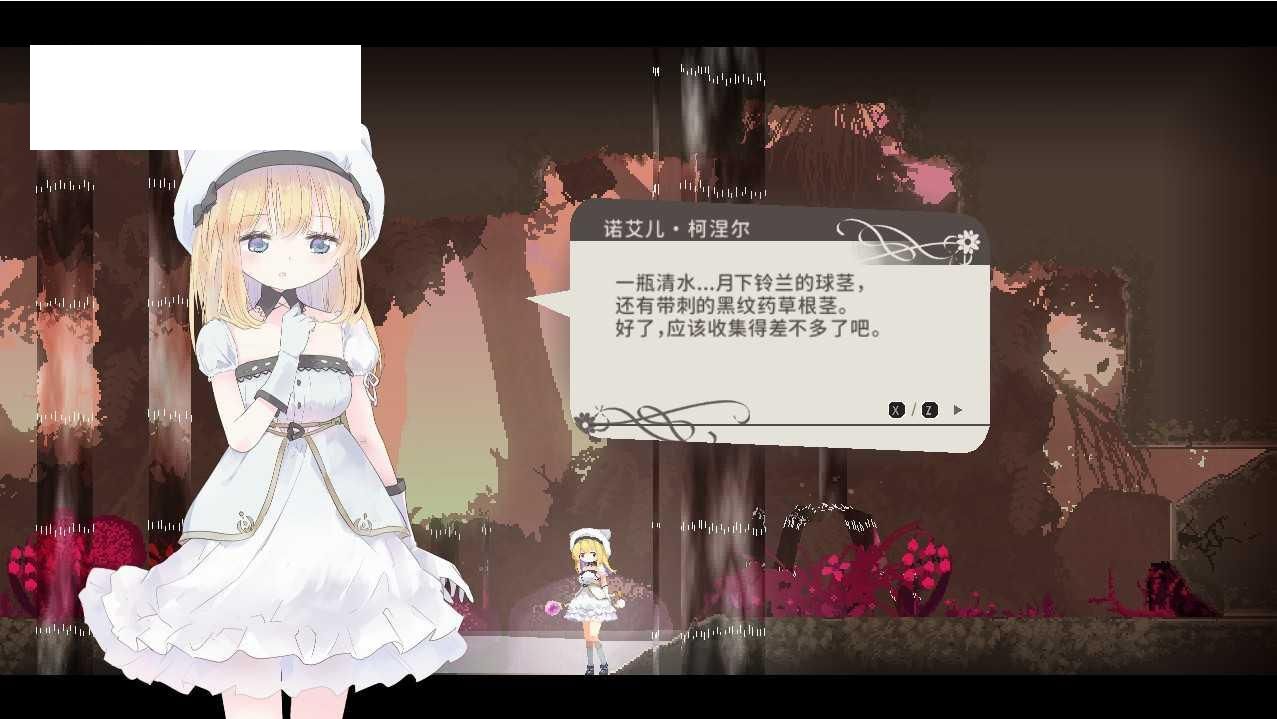 诺艾儿·柯涅尔
一瓶清水...月下铃兰的球茎，
还有带刺的黑纹药草根茎。
好了,应该收集得差不多了吧。
X / Z